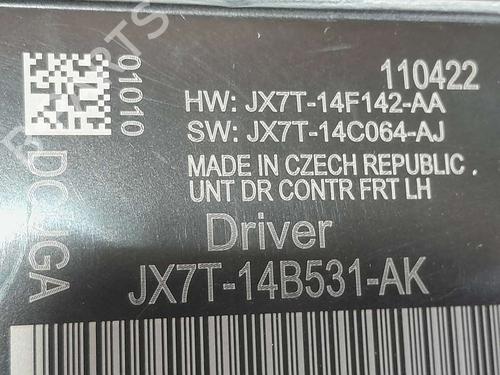 110422
01010
HW: JX7T-14F142-AA
SW: JX7T-14C064-AJ
MADE IN CZECH REPUBLIC .
UNT DR CONTR FRT LH
Driver
JX7T-14B531-AK